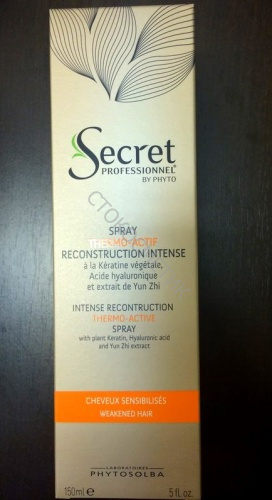 Secret
PROFESSIONNEL®
BY PHYTO
SPRAY
THERMO-ACTIF
RECONSTRUCTION INTENSE
à la Kératine végétale,
Acide hyaluronique
et extrait de Yun Zhi
INTENSE RECONTRUCTION
THERMO-ACTIVE
SPRAY
with plant Keratin, Hyaluronic acid
and Yun Zhi extract
CHEVEUX SENSIBILISÉS
WEAKENED HAIR
LABORATOIRES
PHYTOSOLBA
150ml e 5 fl. oz.